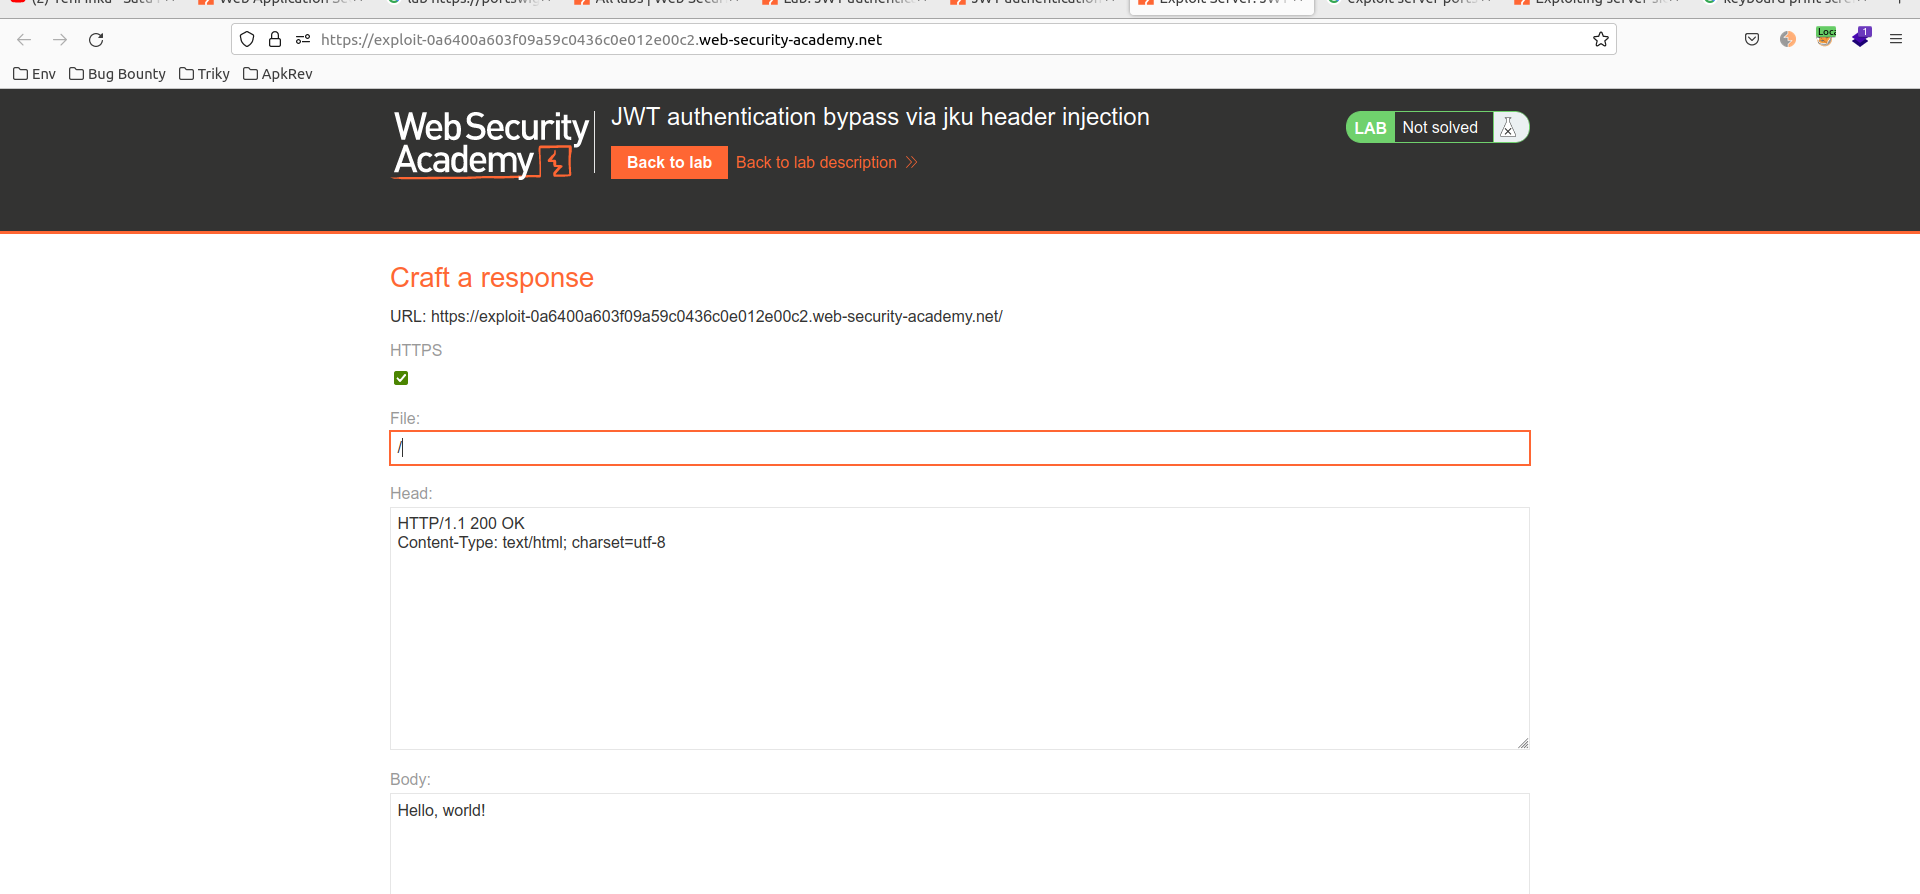 https://exploit-0a6400a603f09a59c0436c0e012e00c2.web-security-academy.net
Loca
1
Env Bug Bounty Triky ApkRev
Web Security
Academy
JWT authentication bypass via jku header injection
Back to lab Back to lab description
LAB Not solved
Craft a response
URL: https://exploit-0a6400a603f09a59c0436c0e012e00c2.web-security-academy.net/
HTTPS
File:
/
Head:
HTTP/1.1 200 OK
Content-Type: text/html; charset=utf-8
Body:
Hello, world!